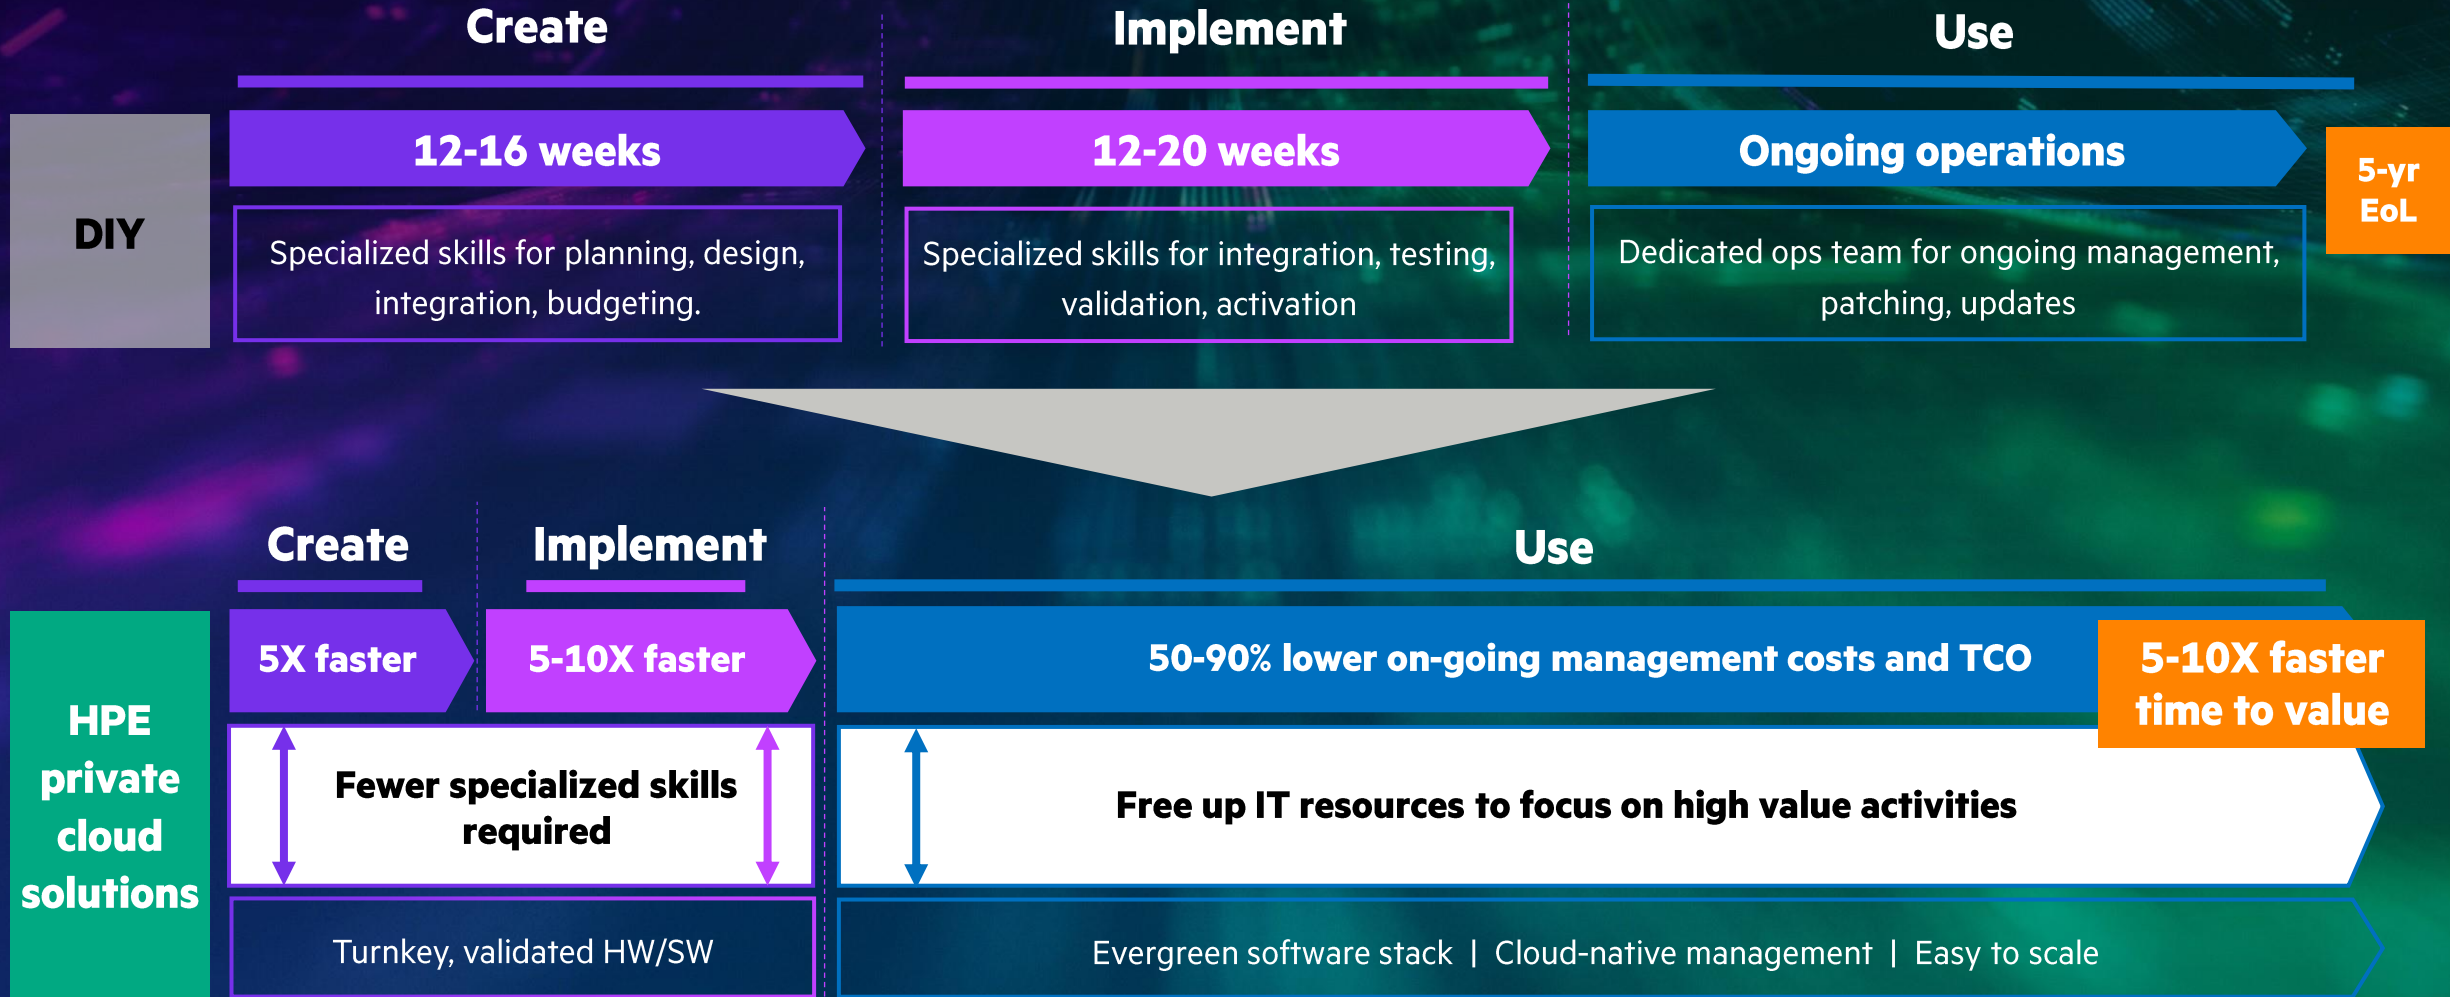 Create
Implement
Use
DIY
12-16 weeks
12-20 weeks
Ongoing operations
5-yr
EoL
Specialized skills for planning, design,
integration, budgeting.
Specialized skills for integration, testing,
validation, activation
Dedicated ops team for ongoing management,
patching, updates
Create
Implement
Use
HPE
private
cloud
solutions
5X faster
5-10X faster
50-90% lower on-going management costs and TCO
5-10X faster
time to value
Fewer specialized skills
required
Free up IT resources to focus on high value activities
Turnkey, validated HW/SW
Evergreen software stack | Cloud-native management | Easy to scale